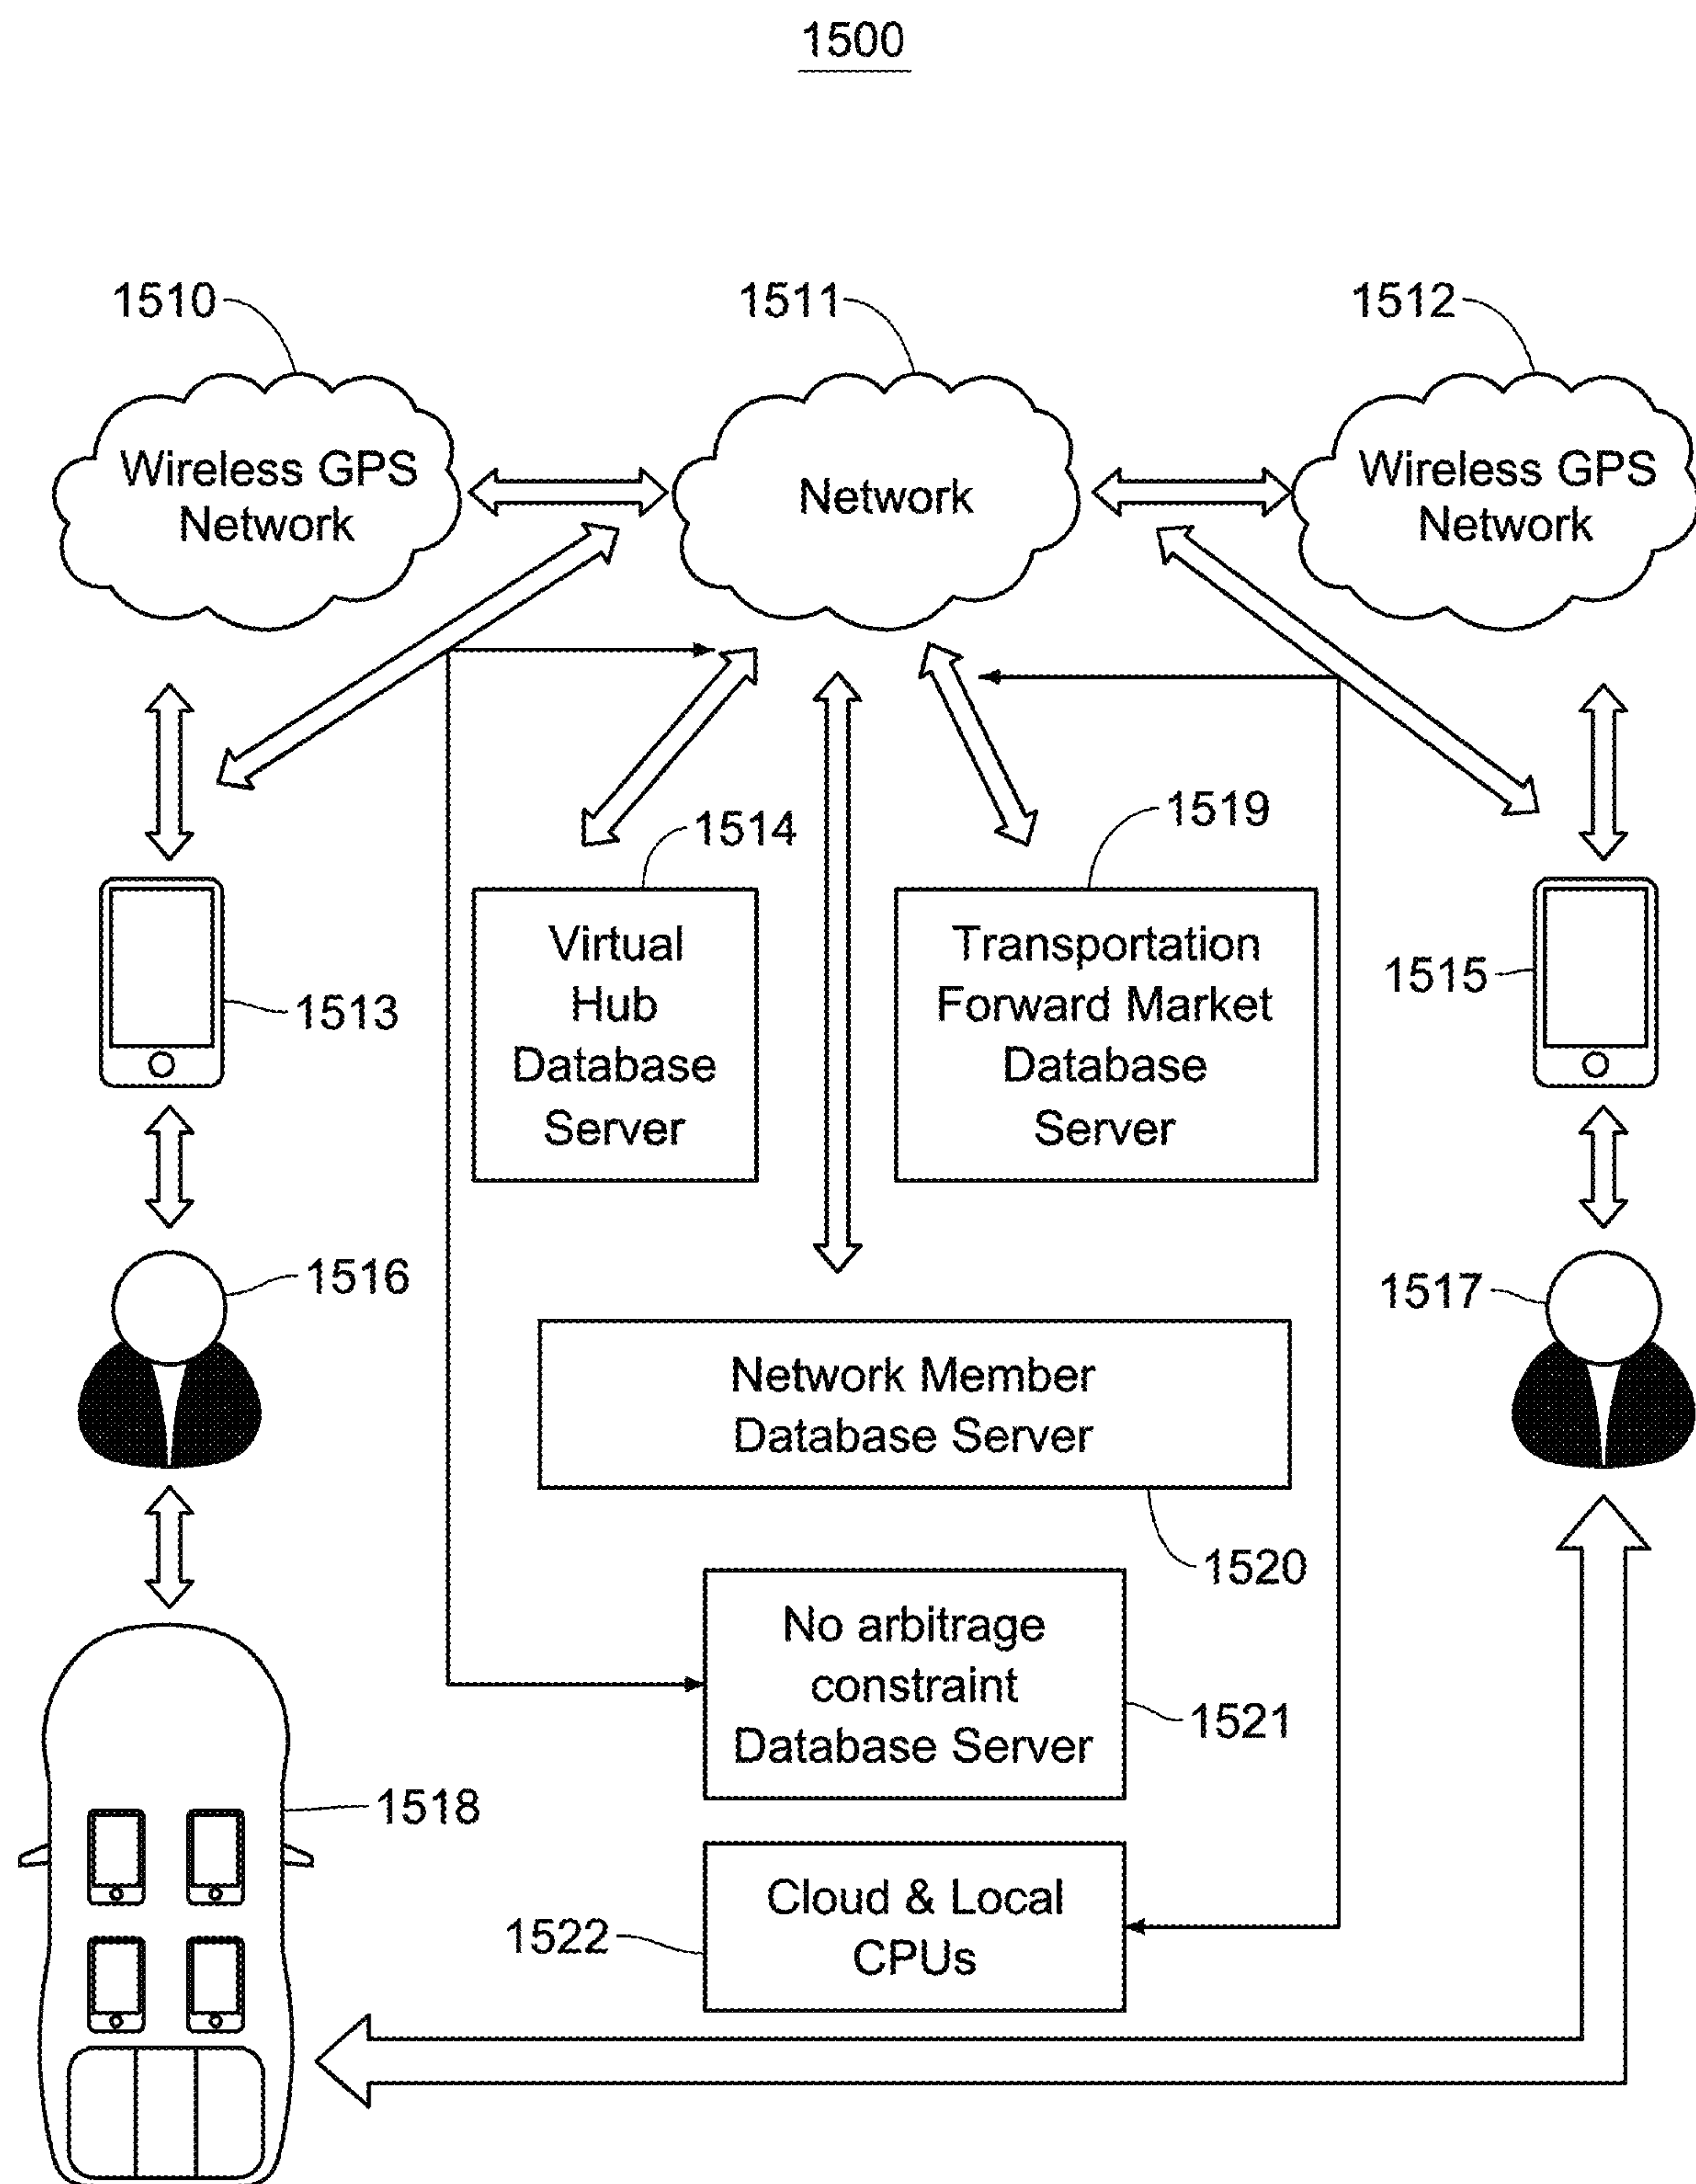 1500
1510
1511
1512
Wireless GPS
Network
Network
Wireless GPS
Network
1514
1519
Virtual
Hub
Database
Server
Transportation
Forward Market
Database
Server
1513
1515
1516
1517
Network Member
Database Server
1520
No arbitrage
constraint
Database Server
1521
1518
Cloud & Local
CPUs
1522